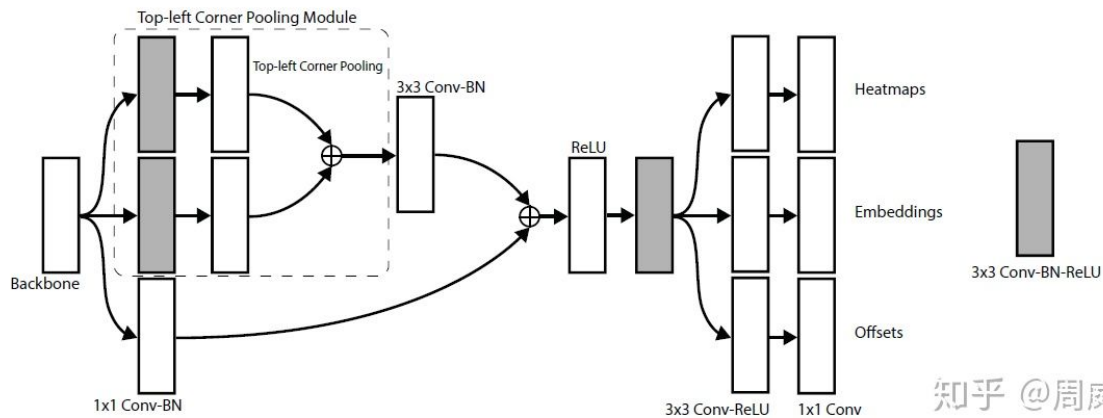 Top-left Corner Pooling Module
Top-left Corner Pooling
3x3 Conv-BN
Heatmaps
ReLU
Embeddings
Backbone
3x3 Conv-BN-ReLU
Offsets
1x1 Conv-BN
3x3 Conv-ReLU
1x1 Conv
知乎 @周威